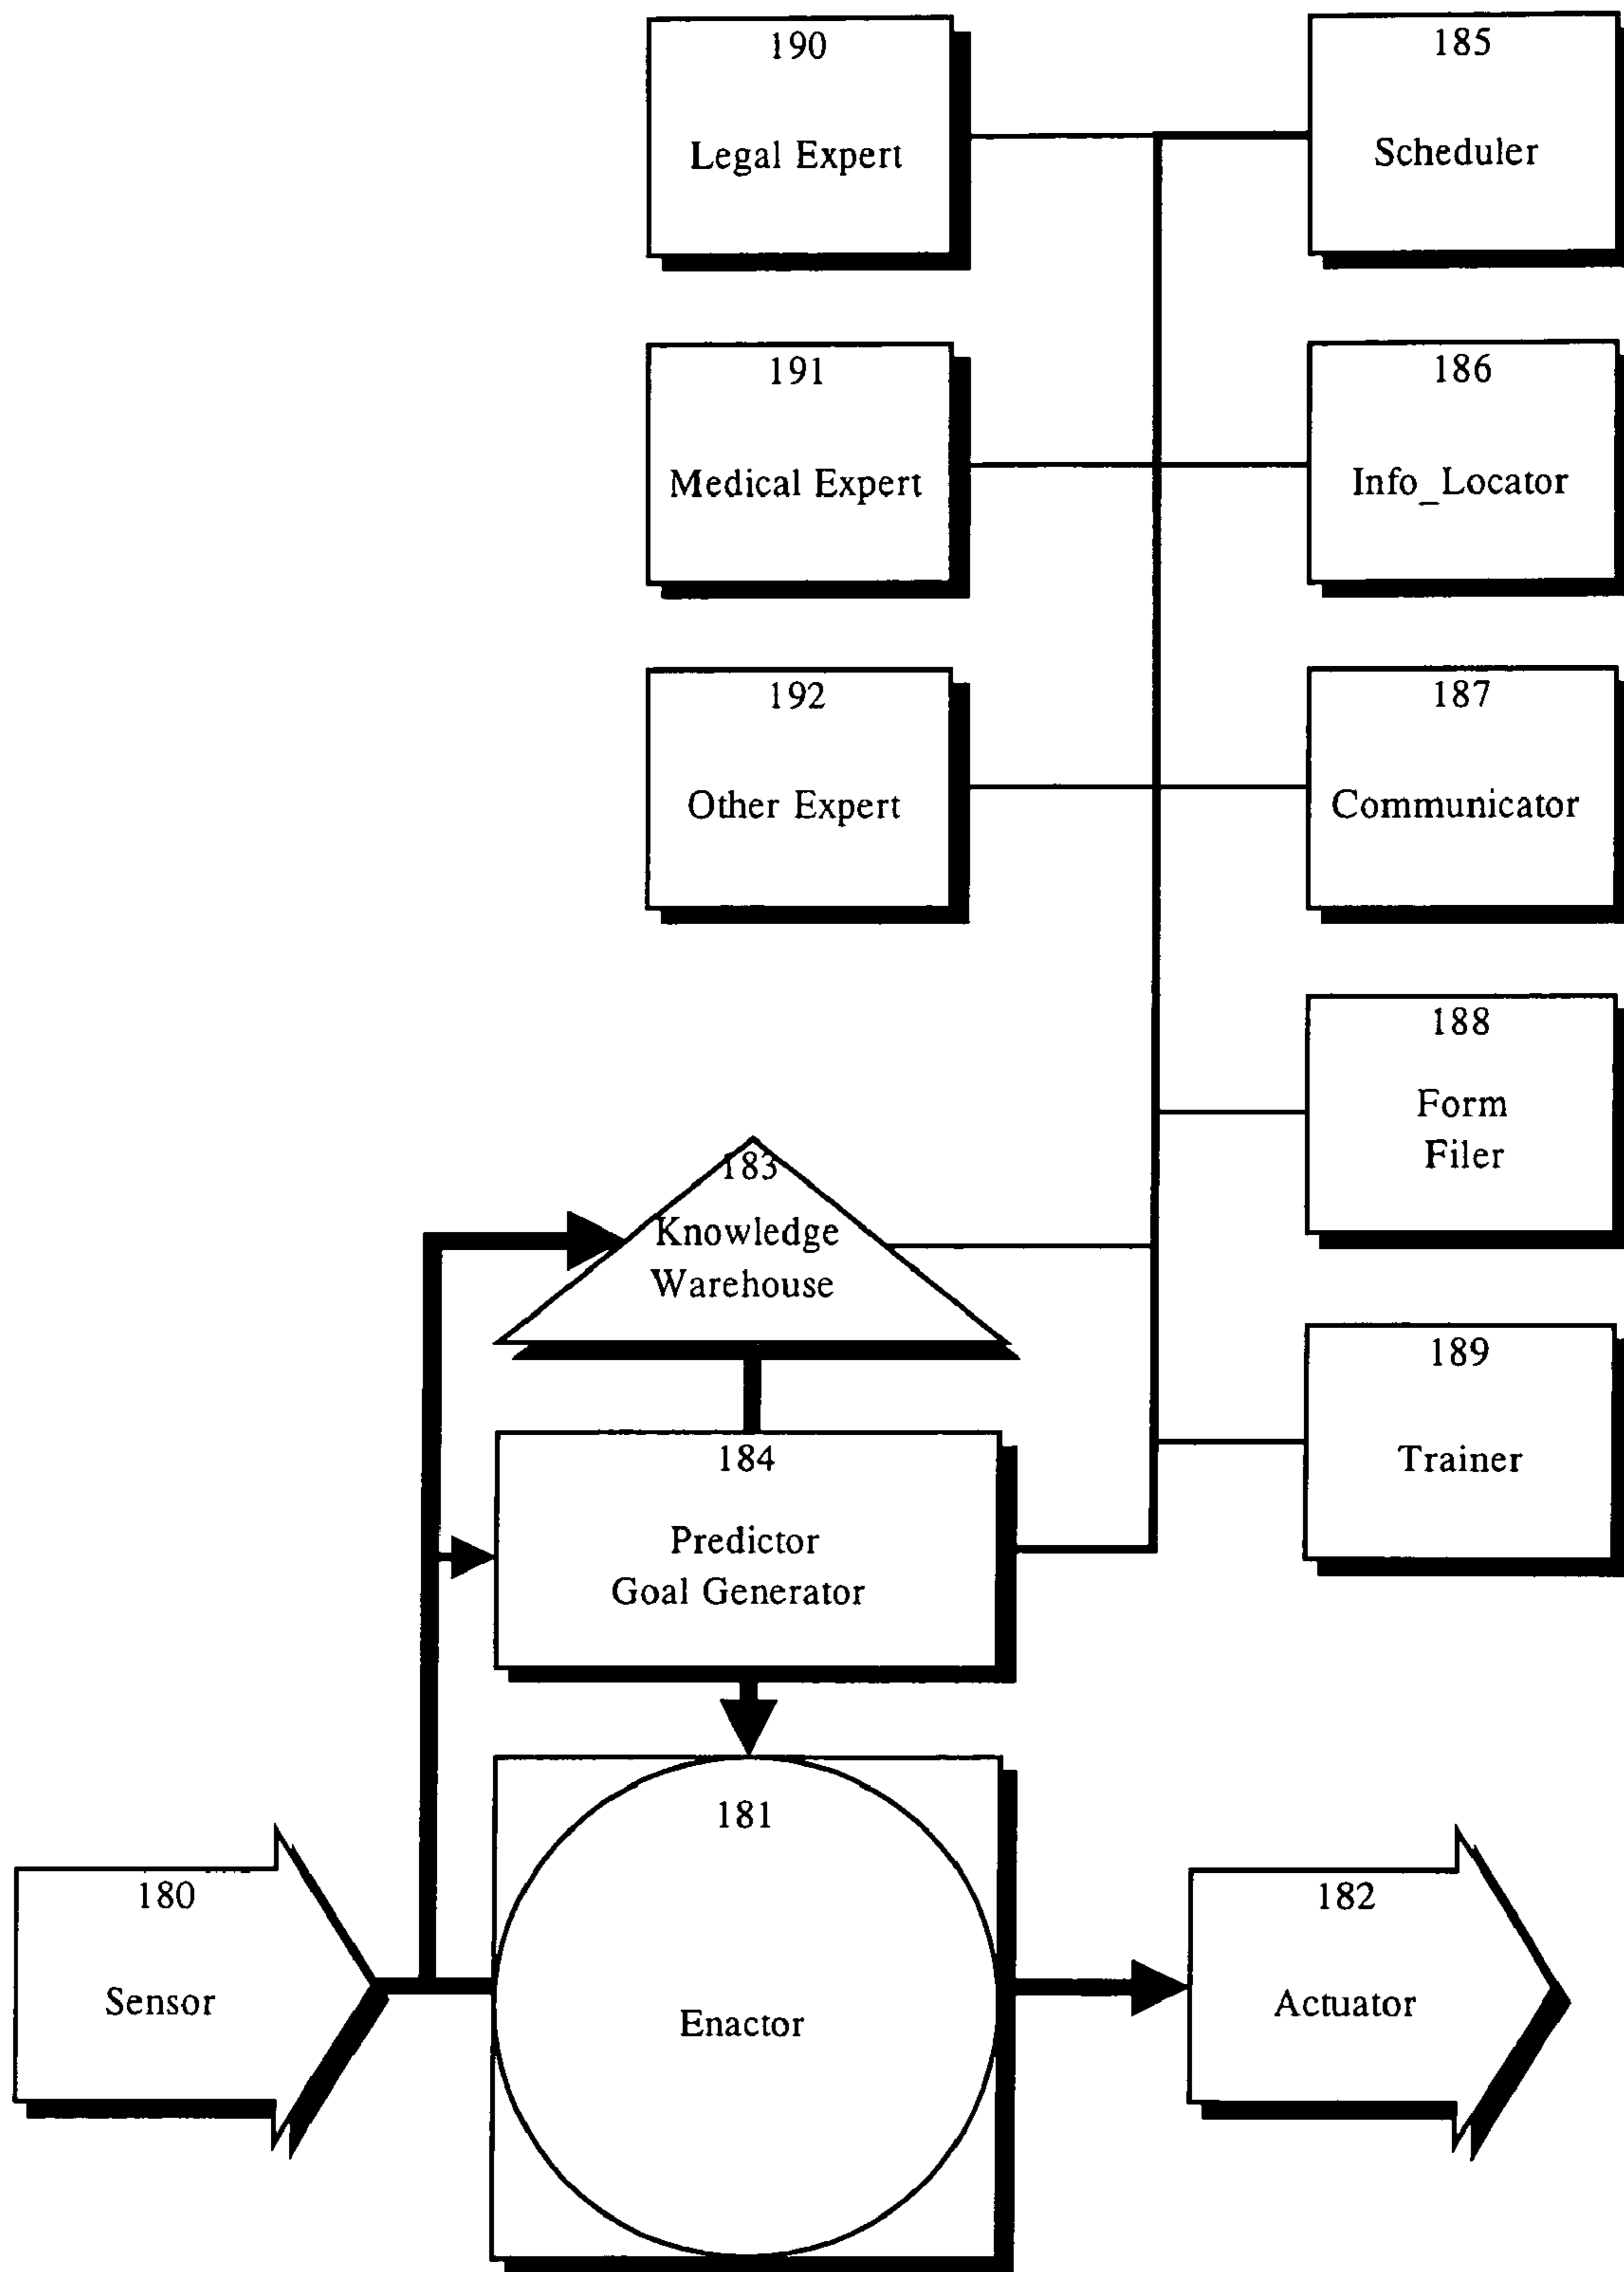 190
Legal Expert
185
Scheduler
191
Medical Expert
186
Info_Locator
192
Other Expert
187
Communicator
188
Form
Filer
183
Knowledge
Warehouse
189
Trainer
184
Predictor
Goal Generator
181
Enactor
180
Sensor
182
Actuator